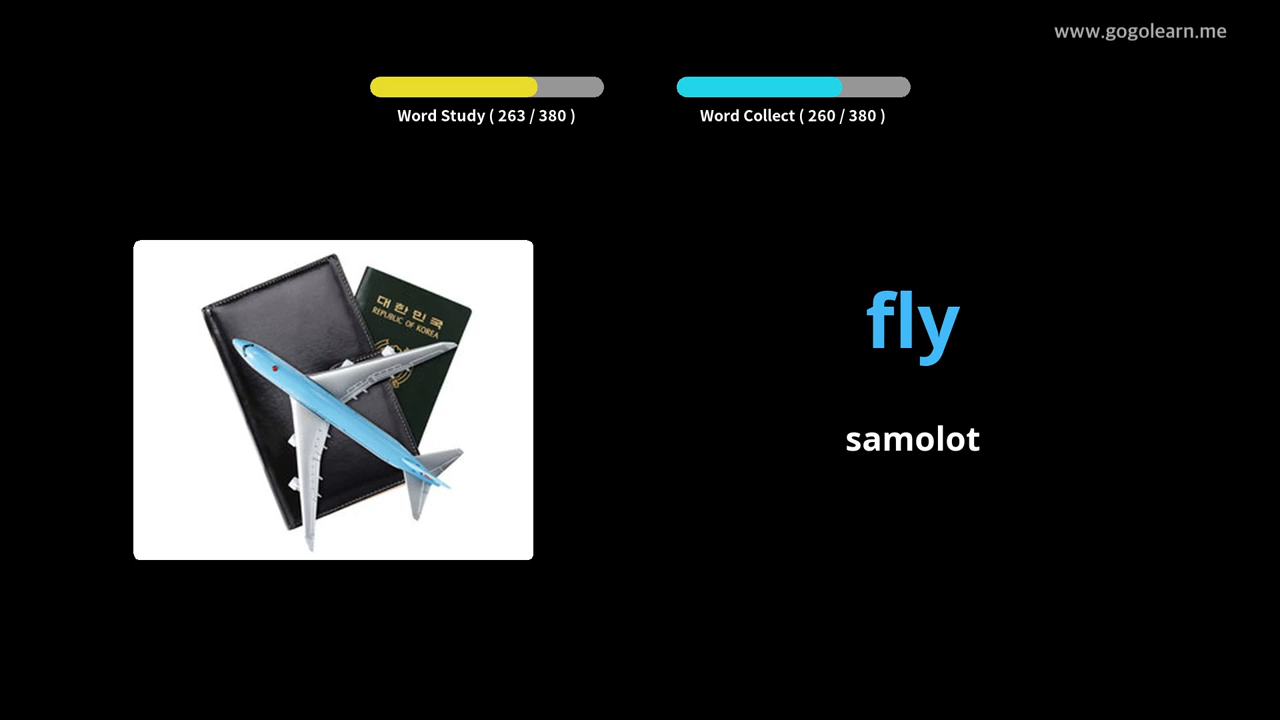 www.gogolearn.me
Word Study ( 263 / 380 )
Word Collect ( 260 / 380 )
대한민국
REPUBLIC OF KOREA
fly
samolot